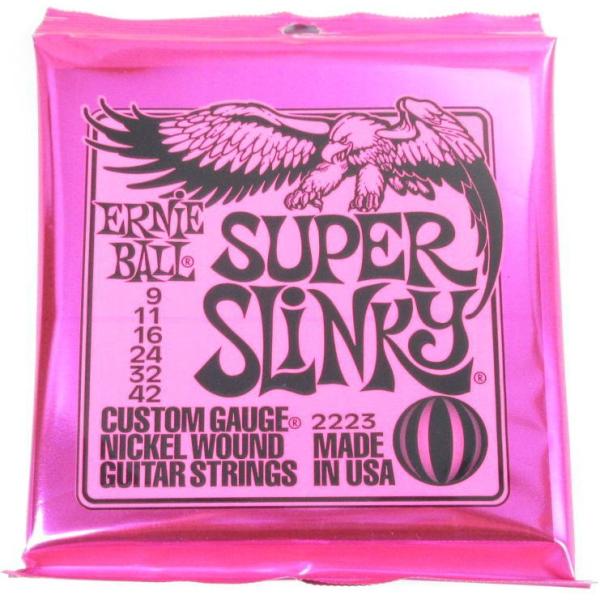 ERNIE
BALL®
SUPER
SLINKY®
9
11
16
24
32
42
CUSTOM GAUGE® 2223
NICKEL WOUND MADE
GUITAR STRINGS IN USA